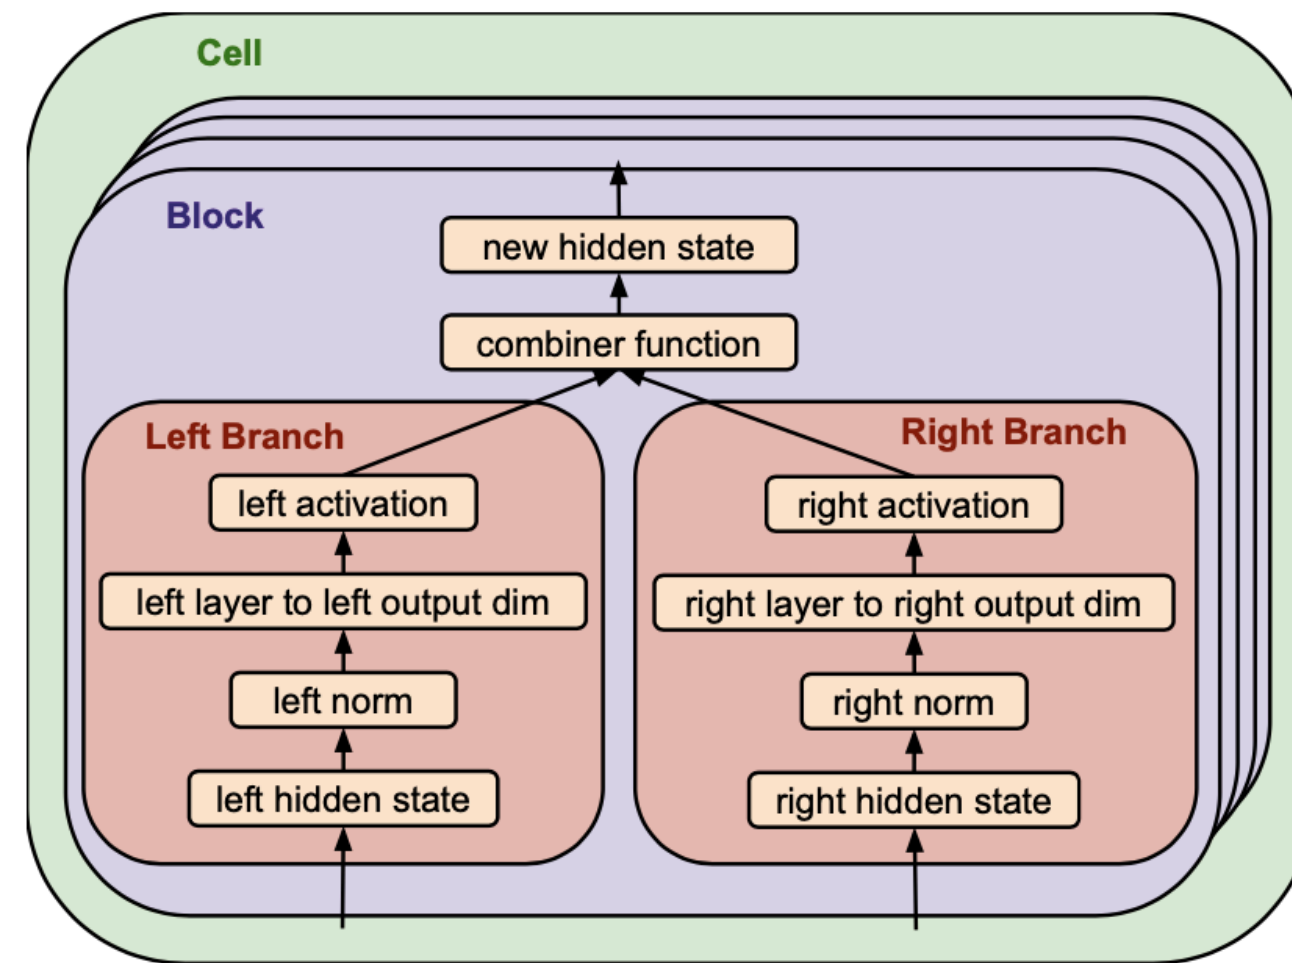 Cell
Block
new hidden state
combiner function
Left Branch
left activation
left layer to left output dim
left norm
left hidden state
Right Branch
right activation
right layer to right output dim
right norm
right hidden state